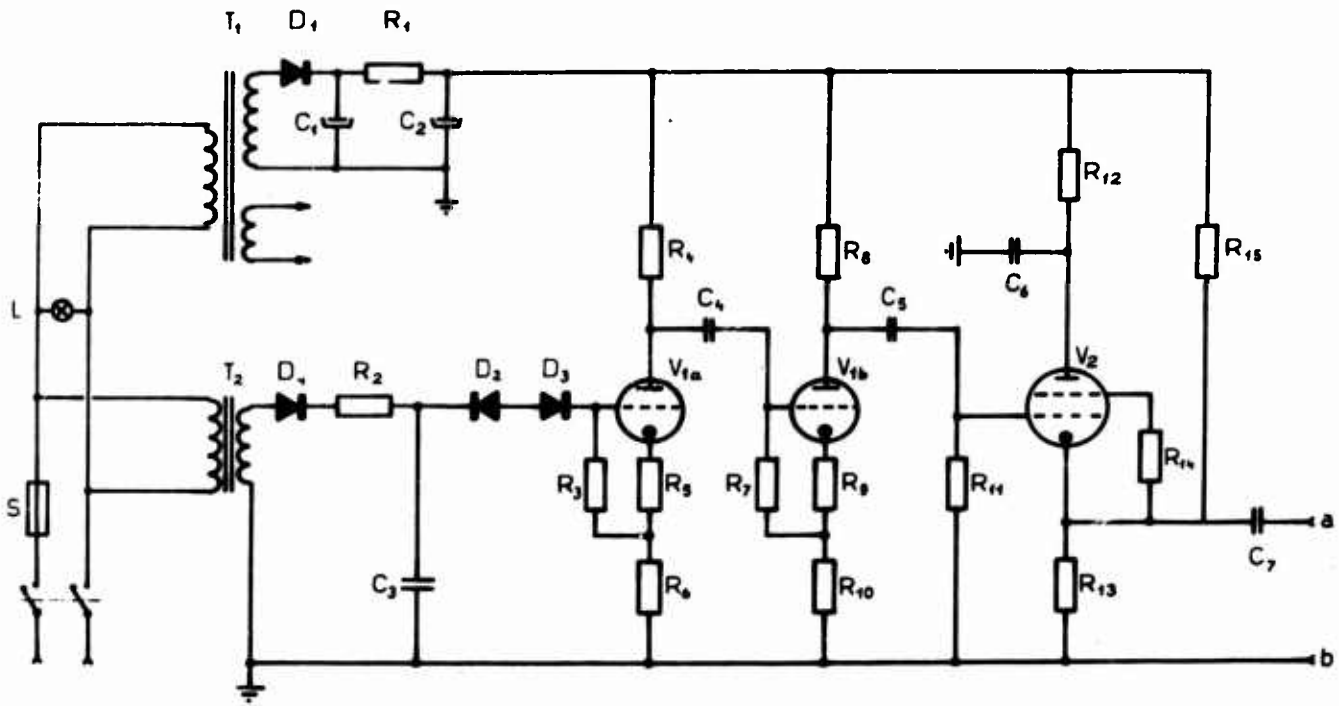 T1 D1 R1
C1 C2
R12
R4 R8 R15
C6
L
C4 C5
T2 D4 R2 D2 D3 V1a V1b V2
R14
S R3 R5 R7 R9 R11
a
C7
C3 R6 R10 R13
b